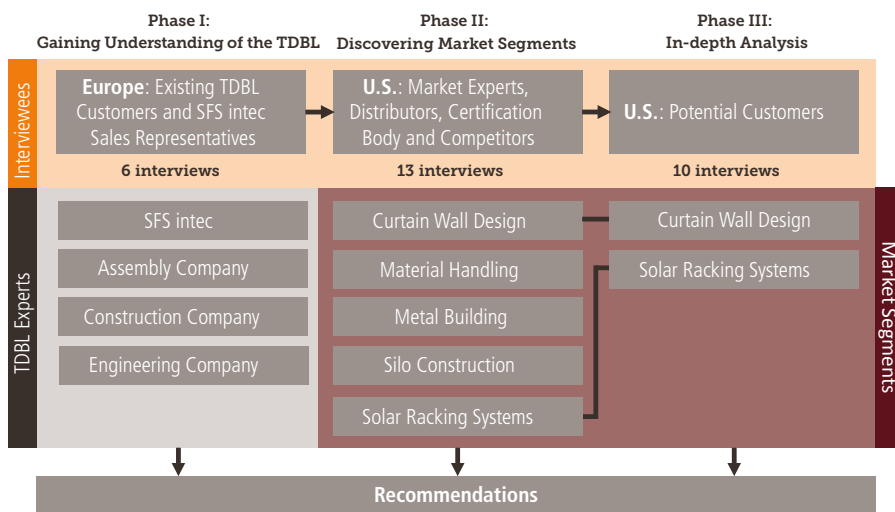 Phase I:
Gaining Understanding of the TDBL
Phase II:
Discovering Market Segments
Phase III:
In-depth Analysis
Interviewees
Europe: Existing TDBL
Customers and SFS intec
Sales Representatives
U.S.: Market Experts,
Distributors, Certification
Body and Competitors
U.S.: Potential Customers
6 interviews
13 interviews
10 interviews
TDBL Experts
SFS intec
Assembly Company
Construction Company
Engineering Company
Curtain Wall Design
Material Handling
Metal Building
Silo Construction
Solar Racking Systems
Curtain Wall Design
Solar Racking Systems
Market Segments
Recommendations